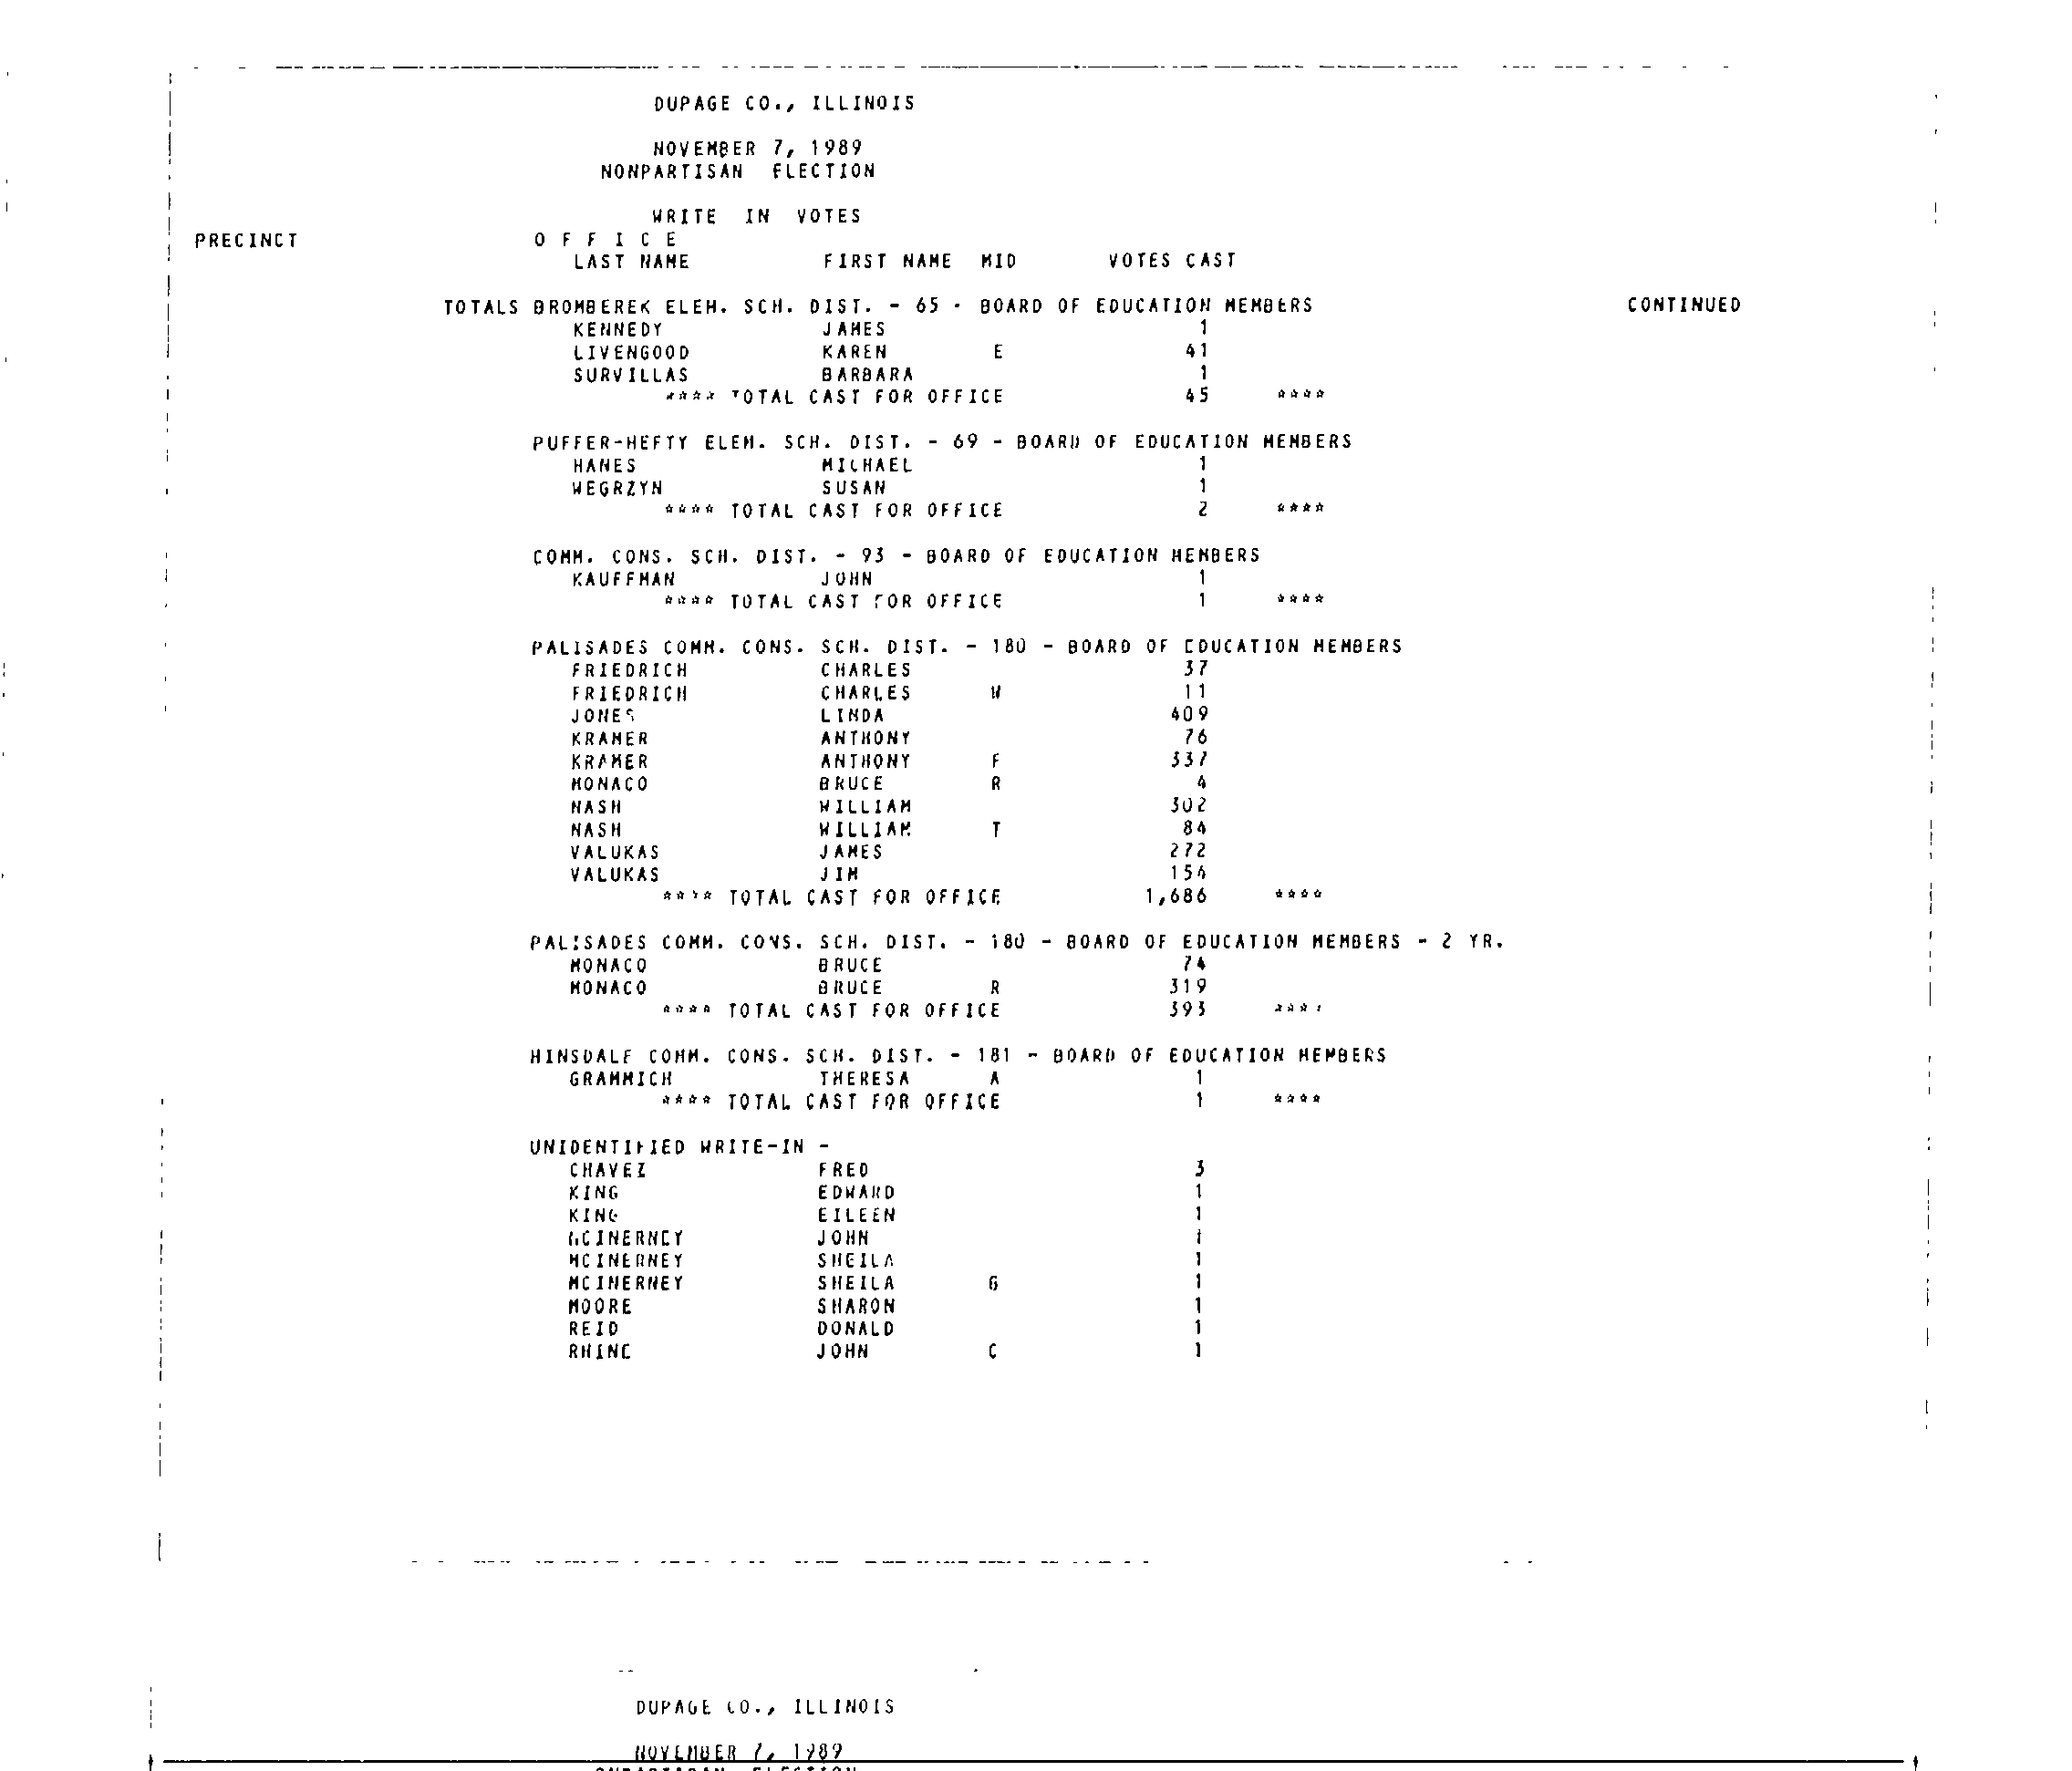 DUPAGE CO., ILLINOIS
NOVEMBER 7, 1989
NONPARTISAN ELECTION
WRITE IN VOTES
PRECINCT O F F I C E
LAST NAME FIRST NAME MID VOTES CAST
TOTALS BROMBEREK ELEM. SCH. DIST. - 65 - BOARD OF EDUCATION MEMBERS CONTINUED
KENNEDY JAMES 1
LIVENGOOD KAREN E 41
SURVILLAS BARBARA 1
**** TOTAL CAST FOR OFFICE 45 ****
PUFFER-HEFTY ELEM. SCH. DIST. - 69 - BOARD OF EDUCATION MEMBERS
HANES MICHAEL 1
WEGRZYN SUSAN 1
**** TOTAL CAST FOR OFFICE 2 ****
COMM. CONS. SCH. DIST. - 93 - BOARD OF EDUCATION MEMBERS
KAUFFMAN JOHN 1
**** TOTAL CAST FOR OFFICE 1 ****
PALISADES COMM. CONS. SCH. DIST. - 180 - BOARD OF EDUCATION MEMBERS
FRIEDRICH CHARLES 37
FRIEDRICH CHARLES W 11
JONES LINDA 409
KRAMER ANTHONY 76
KRAMER ANTHONY F 337
MONACO BRUCE R 4
NASH WILLIAM 302
NASH WILLIAM T 84
VALUKAS JAMES 272
VALUKAS JIM 154
**** TOTAL CAST FOR OFFICE 1,686 ****
PALISADES COMM. CONS. SCH. DIST. - 180 - BOARD OF EDUCATION MEMBERS - 2 YR.
MONACO BRUCE 74
MONACO BRUCE R 319
**** TOTAL CAST FOR OFFICE 393 ****
HINSDALE COMM. CONS. SCH. DIST. - 181 - BOARD OF EDUCATION MEMBERS
GRAMMICH THERESA A 1
**** TOTAL CAST FOR OFFICE 1 ****
UNIDENTIFIED WRITE-IN -
CHAVEZ FRED 3
KING EDWARD 1
KING EILEEN 1
MCINERNEY JOHN 1
MCINERNEY SHEILA 1
MCINERNEY SHEILA G 1
MOORE SHARON 1
REID DONALD 1
RHINE JOHN C 1
DUPAGE CO., ILLINOIS
NOVEMBER 7, 1989